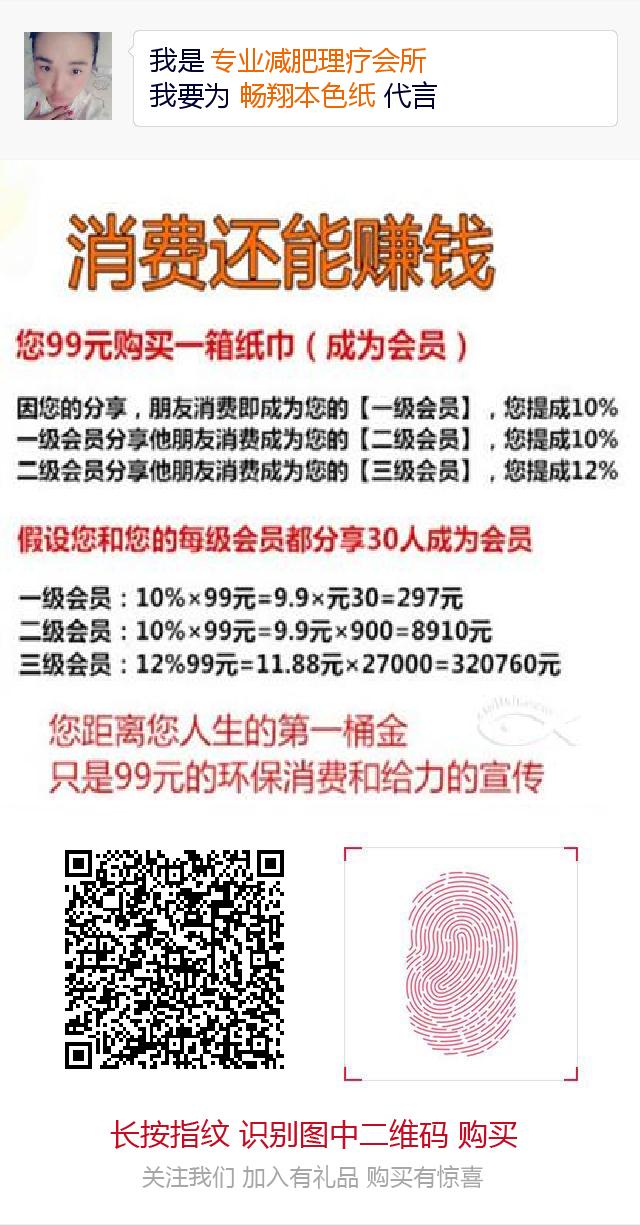 我是 专业减肥理疗会所
我要为 畅翔本色纸 代言
消费还能赚钱
您99元购买一箱纸巾（成为会员）
因您的分享，朋友消费即成为您的【一级会员】，您提成10%
一级会员分享他朋友消费成为您的【二级会员】，您提成10%
二级会员分享他朋友消费成为您的【三级会员】，您提成12%
假设您和您的每级会员都分享30人成为会员
一级会员：10%×99元=9.9×元30=297元
二级会员：10%×99元=9.9元×900=8910元
三级会员：12%99元=11.88元×27000=320760元
您距离您人生的第一桶金
只是99元的环保消费和给力的宣传
长按指纹 识别图中二维码 购买
关注我们 加入有礼品 购买有惊喜